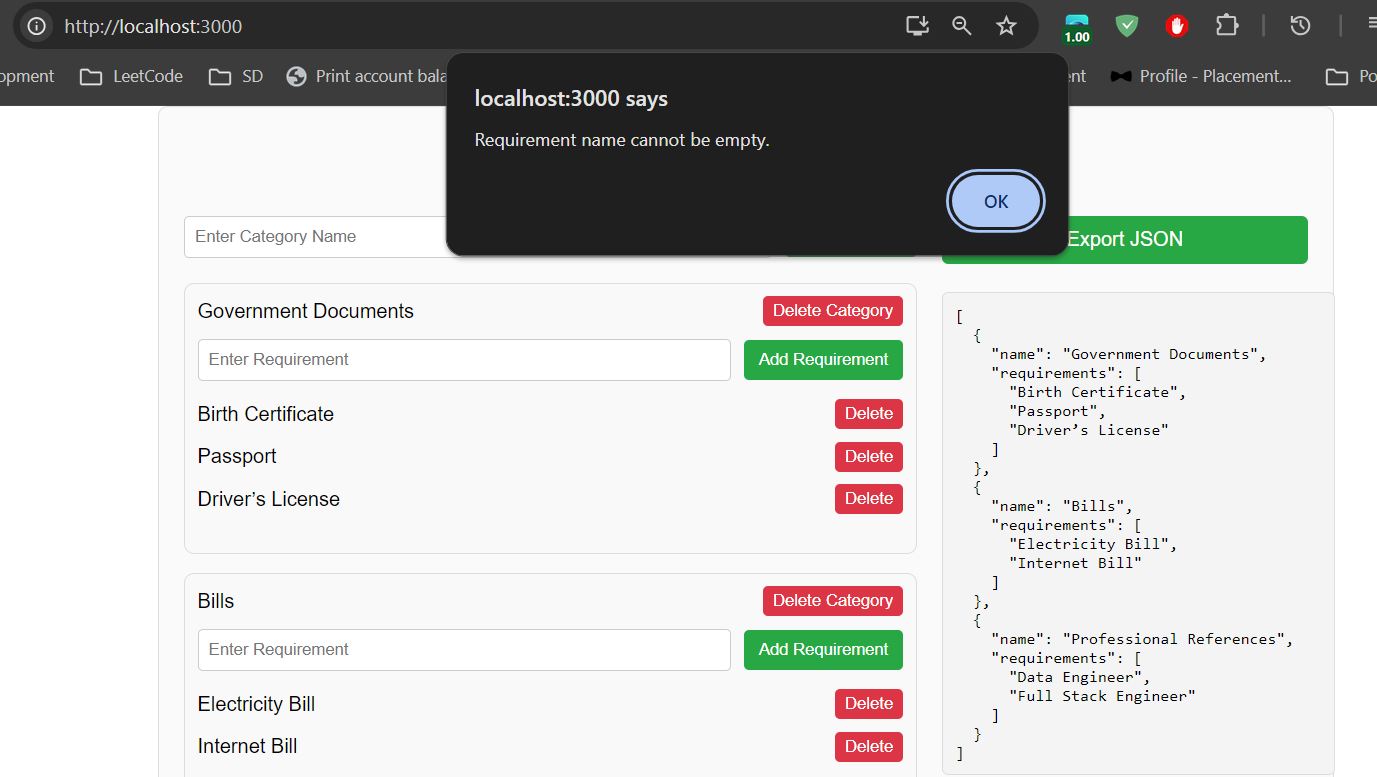 http://localhost:3000
1.00
opment
LeetCode
SD
Print account bala
ent
Profile - Placement...
Po
localhost:3000 says
Requirement name cannot be empty.
OK
Enter Category Name
Export JSON
Government Documents
Delete Category
Enter Requirement
Add Requirement
Birth Certificate
Delete
Passport
Delete
Driver’s License
Delete
Bills
Delete Category
Enter Requirement
Add Requirement
Electricity Bill
Delete
Internet Bill
Delete
[
{
"name": "Government Documents",
"requirements": [
"Birth Certificate",
"Passport",
"Driver’s License"
]
},
{
"name": "Bills",
"requirements": [
"Electricity Bill",
"Internet Bill"
]
},
{
"name": "Professional References",
"requirements": [
"Data Engineer",
"Full Stack Engineer"
]
}
]